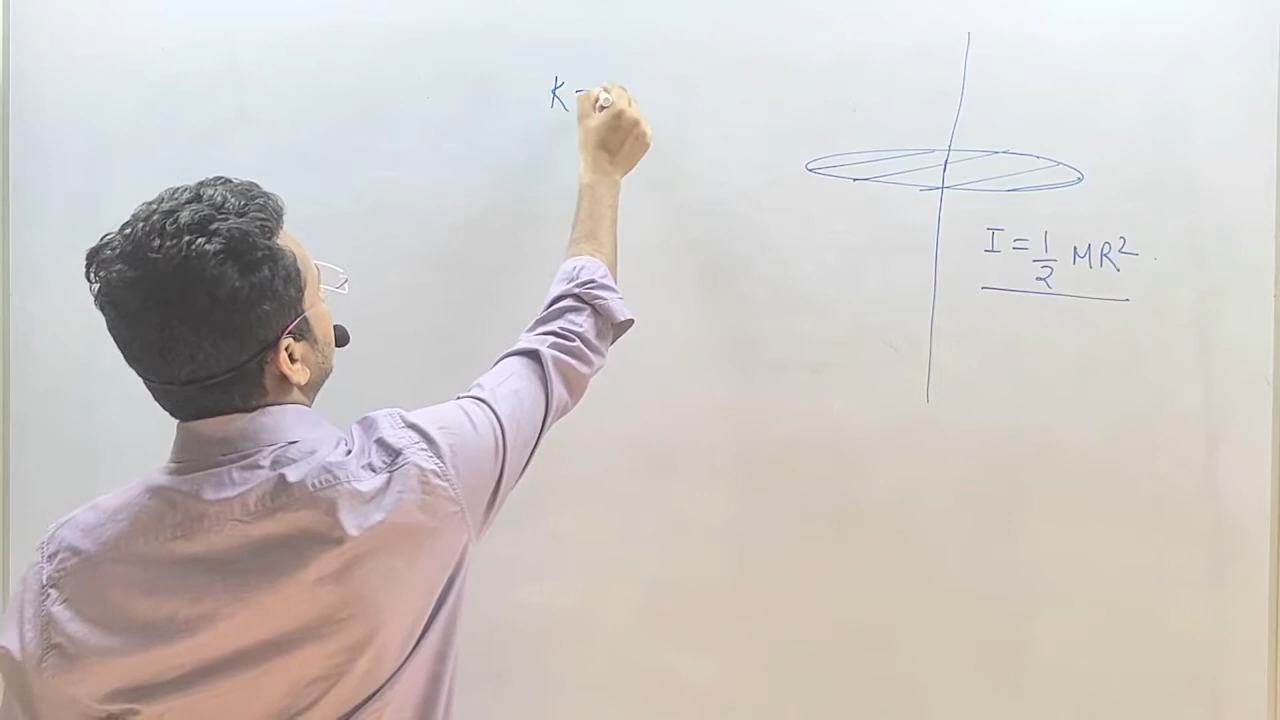 K =
I = 1/2 MR²